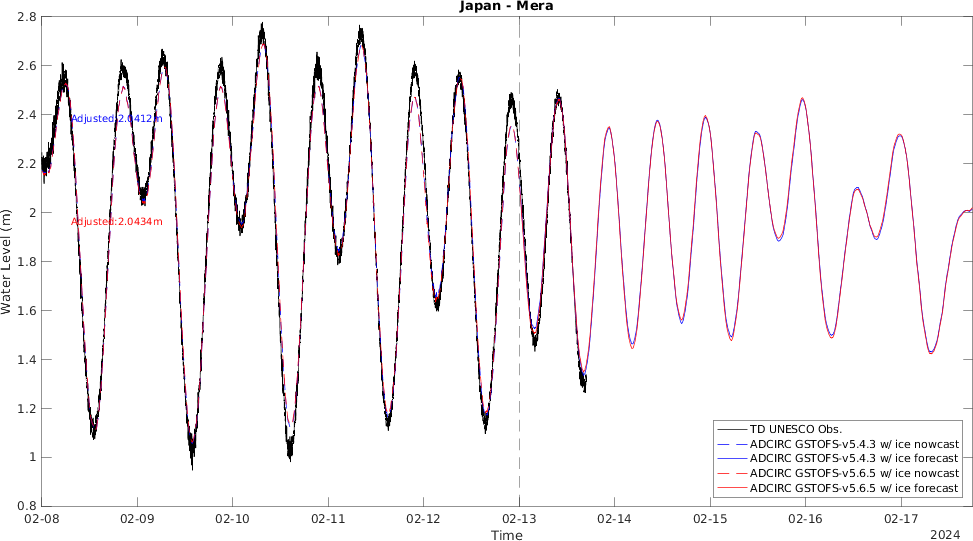 Japan - Mera
2.8
2.6
2.4
2.2
2
1.8
1.6
1.4
1.2
1
0.8
Water Level (m)
Adjusted:2.0412m
Adjusted:2.0434m
TD UNESCO Obs.
ADCIRC GSTOFS-v5.4.3 w/ ice nowcast
ADCIRC GSTOFS-v5.4.3 w/ ice forecast
ADCIRC GSTOFS-v5.6.5 w/ ice nowcast
ADCIRC GSTOFS-v5.6.5 w/ ice forecast
02-08 02-09 02-10 02-11 02-12 02-13 02-14 02-15 02-16 02-17
Time
2024